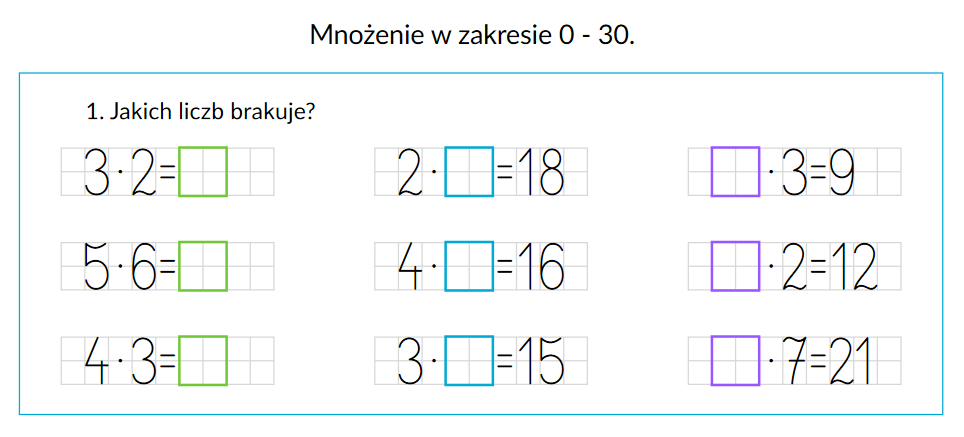 Mnożenie w zakresie 0 - 30.
1. Jakich liczb brakuje?
3·2= 2· =18 ·3=9
5·6= 4· =16 ·2=12
4·3= 3· =15 ·7=21